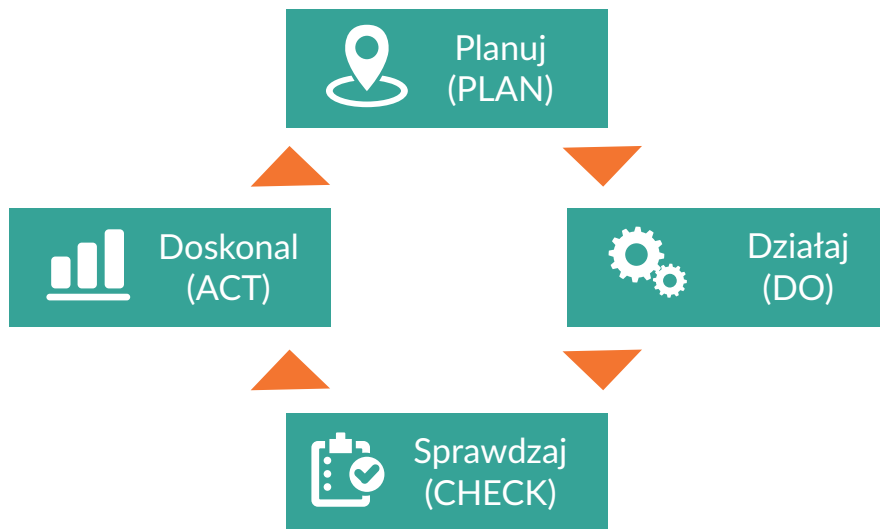 Planuj
(PLAN)
Doskonal
(ACT)
Działaj
(DO)
Sprawdzaj
(CHECK)